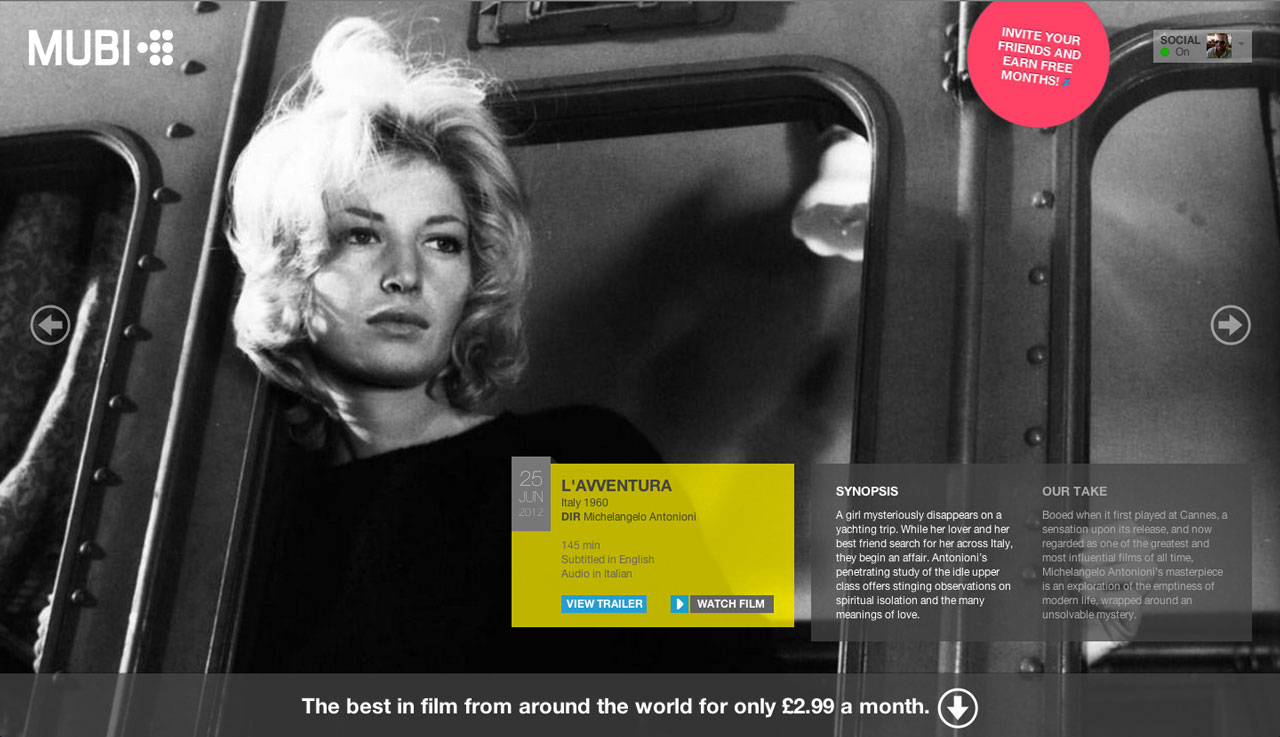 MUBI
INVITE YOUR
FRIENDS AND
EARN FREE
MONTHS!
SOCIAL
On
25
JUN
2012
L'AVVENTURA
Italy 1960
DIR Michelangelo Antonioni
145 min
Subtitled in English
Audio in Italian
VIEW TRAILER
WATCH FILM
SYNOPSIS
A girl mysteriously disappears on a
yachting trip. While her lover and her
best friend search for her across Italy,
they begin an affair. Antonioni's
penetrating study of the idle upper
class offers stinging observations on
spiritual isolation and the many
meanings of love.
OUR TAKE
Booed when it first played at Cannes, a
sensation upon its release, and now
regarded as one of the greatest and
most influential films of all time,
Michelangelo Antonioni's masterpiece
is an exploration of the emptiness of
modern life, wrapped around an
unsolvable mystery.
The best in film from around the world for only £2.99 a month.